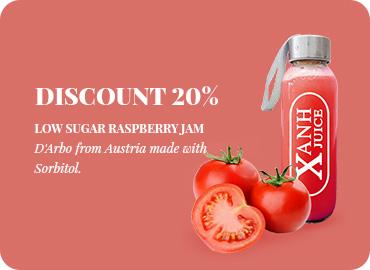 DISCOUNT 20%
LOW SUGAR RASPBERRY JAM
D'Arbo from Austria made with
Sorbitol.
XANH
JUICE